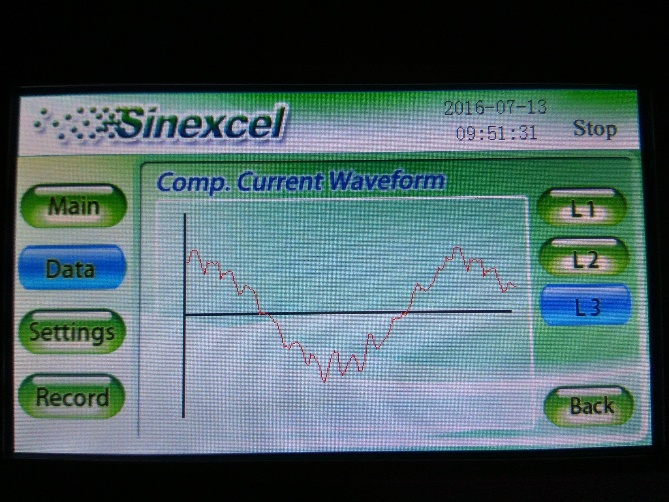 Sinexcel
2016-07-13
09:51:31
Stop
Comp. Current Waveform
Main
Data
Settings
Record
L1
L2
L3
Back